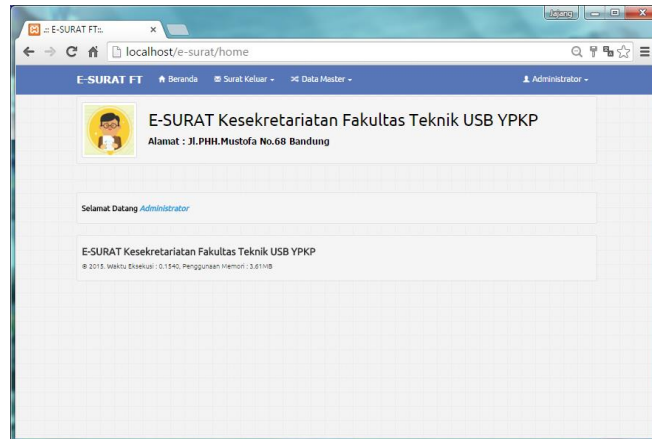 Jajang
.:: E-SURAT FT::.
localhost/e-surat/home
E-SURAT FT Beranda Surat Keluar Data Master Administrator
E-SURAT Kesekretariatan Fakultas Teknik USB YPKP
Alamat : Jl.PHH.Mustofa No.68 Bandung
Selamat Datang Administrator
E-SURAT Kesekretariatan Fakultas Teknik USB YPKP
© 2015. Waktu Eksekusi : 0.1540, Penggunaan Memori : 3.61MB